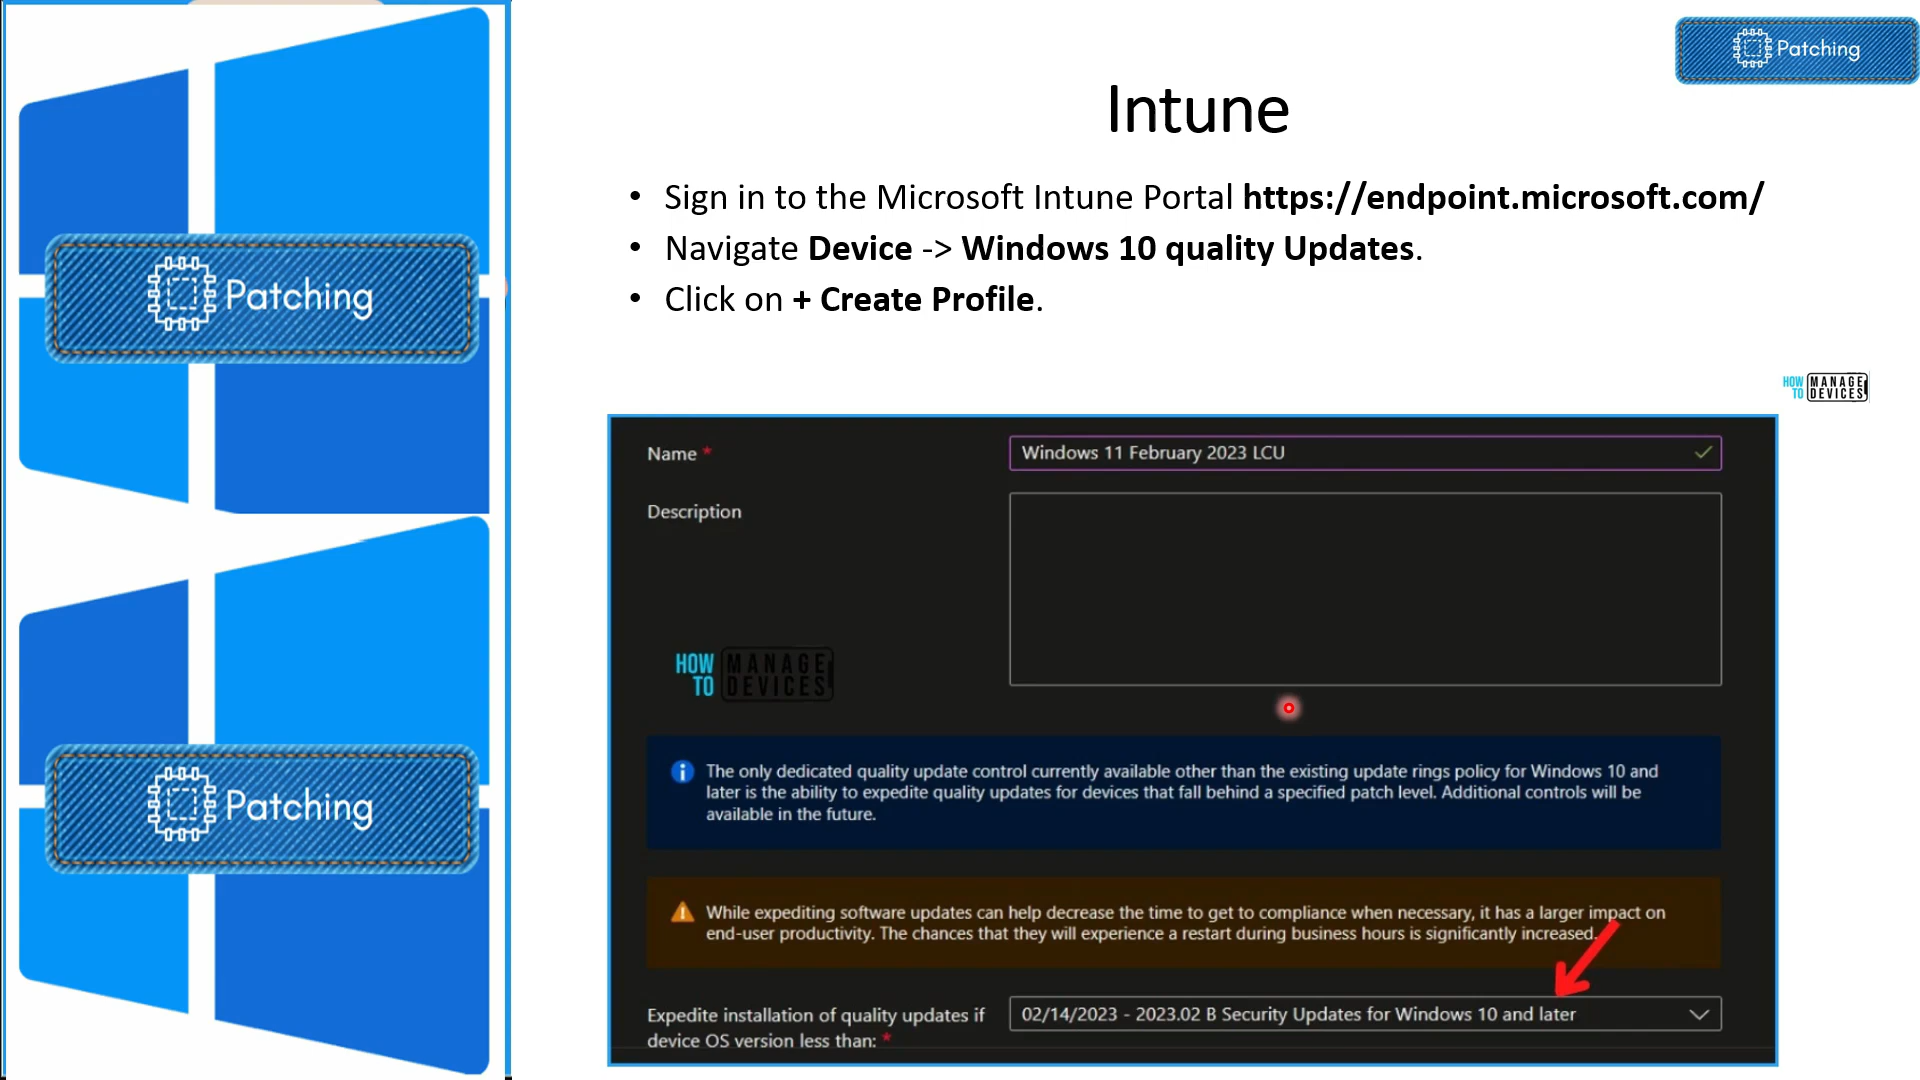 Patching
Patching
Patching
Intune
• Sign in to the Microsoft Intune Portal https://endpoint.microsoft.com/
• Navigate Device -> Windows 10 quality Updates.
• Click on + Create Profile.
HOW TO MANAGE DEVICES
Name *
Windows 11 February 2023 LCU
Description
HOW TO MANAGE DEVICES
The only dedicated quality update control currently available other than the existing update rings policy for Windows 10 and
later is the ability to expedite quality updates for devices that fall behind a specified patch level. Additional controls will be
available in the future.
While expediting software updates can help decrease the time to get to compliance when necessary, it has a larger impact on
end-user productivity. The chances that they will experience a restart during business hours is significantly increased.
Expedite installation of quality updates if
device OS version less than: *
02/14/2023 - 2023.02 B Security Updates for Windows 10 and later